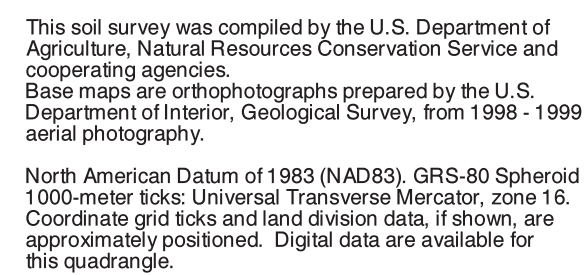 This soil survey was compiled by the U.S. Department of
Agriculture, Natural Resources Conservation Service and
cooperating agencies.
Base maps are orthophotographs prepared by the U.S.
Department of Interior, Geological Survey, from 1998 - 1999
aerial photography.
North American Datum of 1983 (NAD83). GRS-80 Spheroid
1000-meter ticks: Universal Transverse Mercator, zone 16.
Coordinate grid ticks and land division data, if shown, are
approximately positioned.  Digital data are available for
this quadrangle.